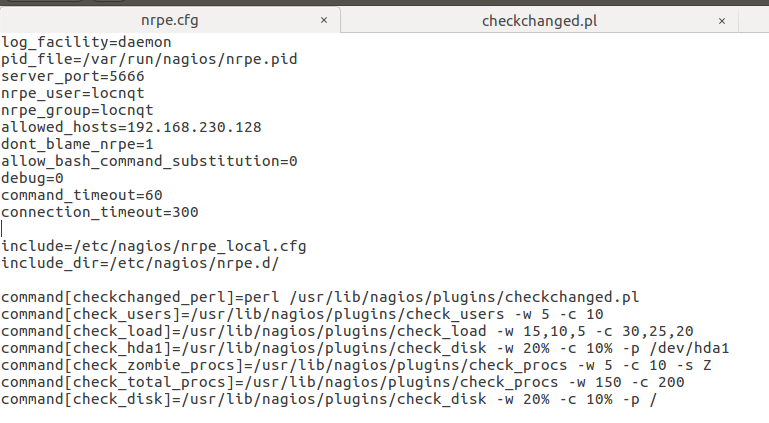 nrpe.cfg × checkchanged.pl ×
log_facility=daemon
pid_file=/var/run/nagios/nrpe.pid
server_port=5666
nrpe_user=locnqt
nrpe_group=locnqt
allowed_hosts=192.168.230.128
dont_blame_nrpe=1
allow_bash_command_substitution=0
debug=0
command_timeout=60
connection_timeout=300
include=/etc/nagios/nrpe_local.cfg
include_dir=/etc/nagios/nrpe.d/
command[checkchanged_perl]=perl /usr/lib/nagios/plugins/checkchanged.pl
command[check_users]=/usr/lib/nagios/plugins/check_users -w 5 -c 10
command[check_load]=/usr/lib/nagios/plugins/check_load -w 15,10,5 -c 30,25,20
command[check_hda1]=/usr/lib/nagios/plugins/check_disk -w 20% -c 10% -p /dev/hda1
command[check_zombie_procs]=/usr/lib/nagios/plugins/check_procs -w 5 -c 10 -s Z
command[check_total_procs]=/usr/lib/nagios/plugins/check_procs -w 150 -c 200
command[check_disk]=/usr/lib/nagios/plugins/check_disk -w 20% -c 10% -p /